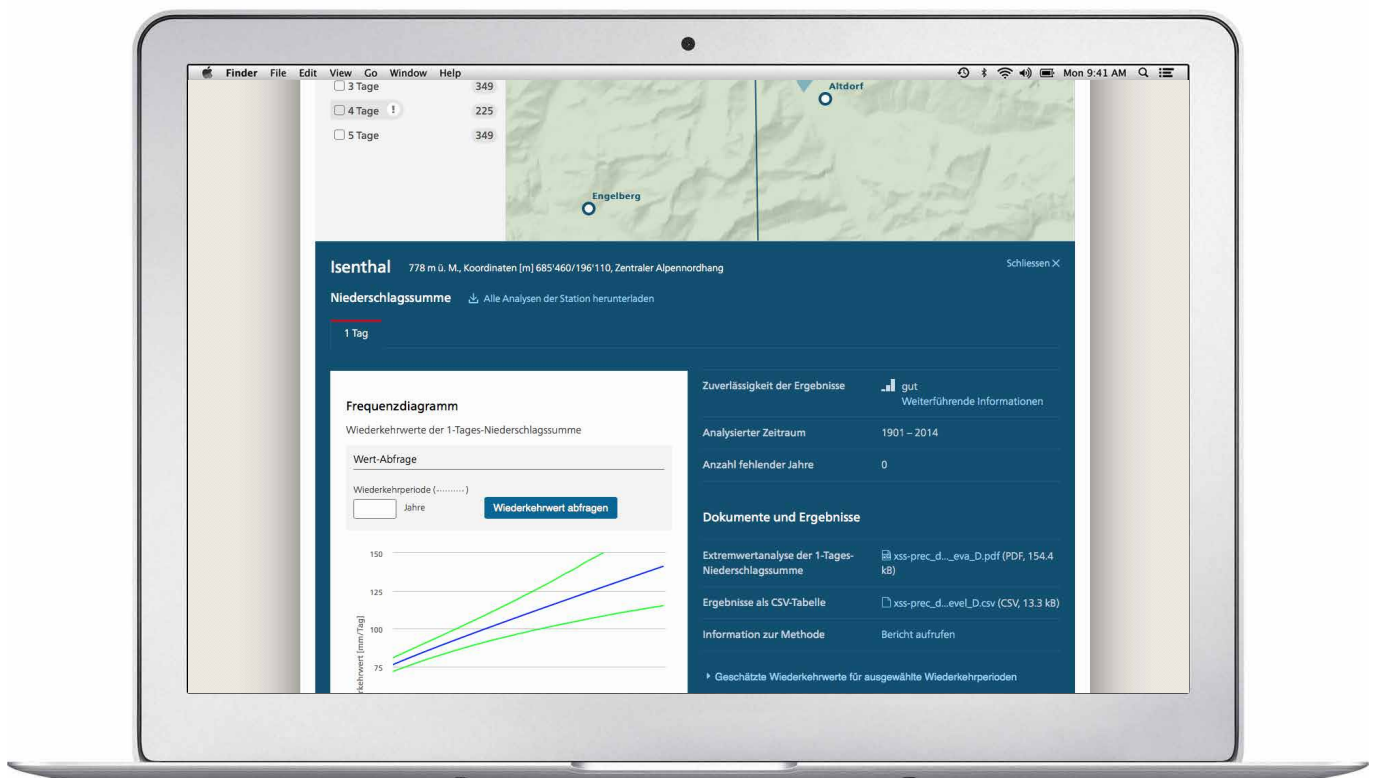 Finder File Edit View Go Window Help Mon 9:41 AM
3 Tage 349
4 Tage ! 225
5 Tage 349
Altdorf
Engelberg
Isenthal 778 m ü. M., Koordinaten [m] 685'460/196'110, Zentraler Alpennordhang
Schliessen X
Niederschlagssumme Alle Analysen der Station herunterladen
1 Tag
Frequenzdiagramm
Wiederkehrwerte der 1-Tages-Niederschlagssumme
Wert-Abfrage
Wiederkehrperiode (..........)
Jahre Wiederkehrwert abfragen
150
125
100
75
kehrwert [mm/Tag]
Zuverlässigkeit der Ergebnisse gut
Weiterführende Informationen
Analysierter Zeitraum 1901 – 2014
Anzahl fehlender Jahre 0
Dokumente und Ergebnisse
Extremwertanalyse der 1-Tages- xss-prec_d..._eva_D.pdf (PDF, 154.4
Niederschlagssumme kB)
Ergebnisse als CSV-Tabelle xss-prec_d...evel_D.csv (CSV, 13.3 kB)
Information zur Methode Bericht aufrufen
Geschätzte Wiederkehrwerte für ausgewählte Wiederkehrperioden